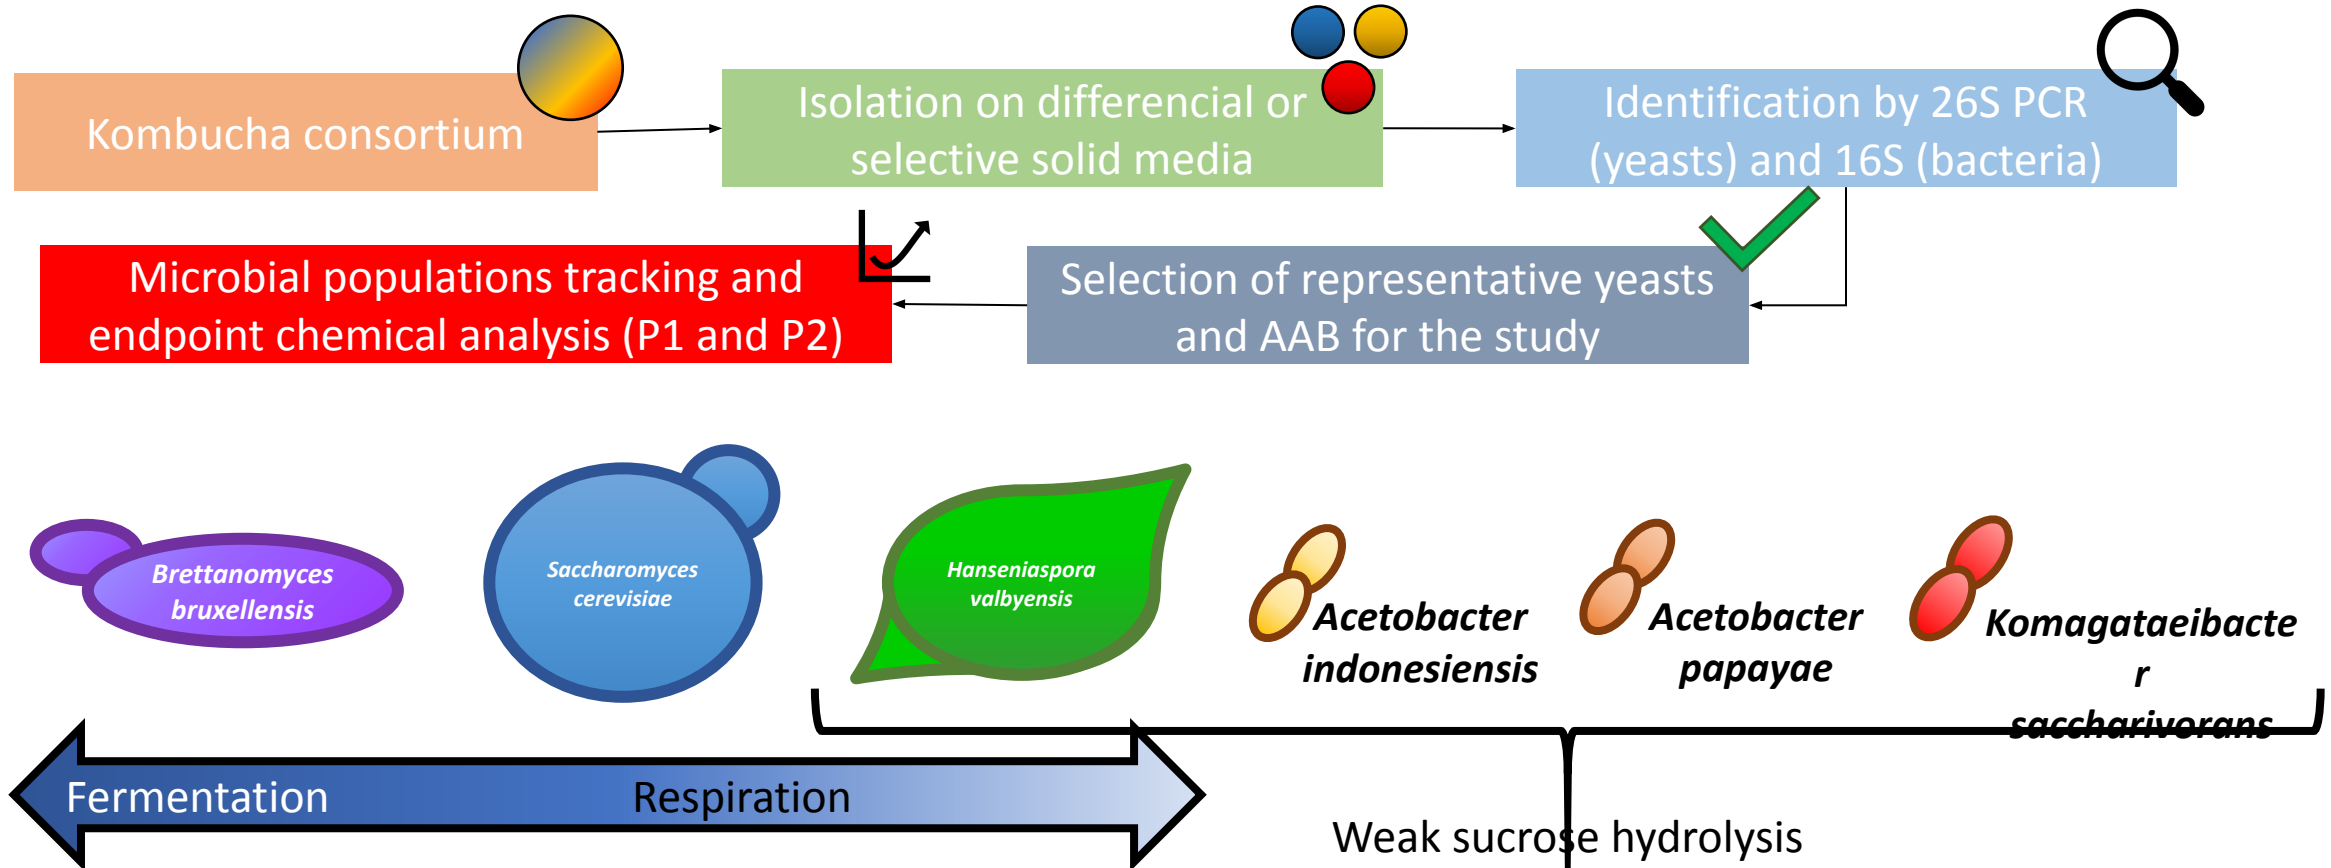 Kombucha consortium
Isolation on differencial or
selective solid media
Identification by 26S PCR
(yeasts) and 16S (bacteria)
Microbial populations tracking and
endpoint chemical analysis (P1 and P2)
Selection of representative yeasts
and AAB for the study
Brettanomyces
bruxellensis
Saccharomyces
cerevisiae
Hanseniaspora
valbyensis
Acetobacter
indonesiensis
Acetobacter
papayae
Komagataeibacte
r
saccharivorans
Fermentation
Respiration
Weak sucrose hydrolysis